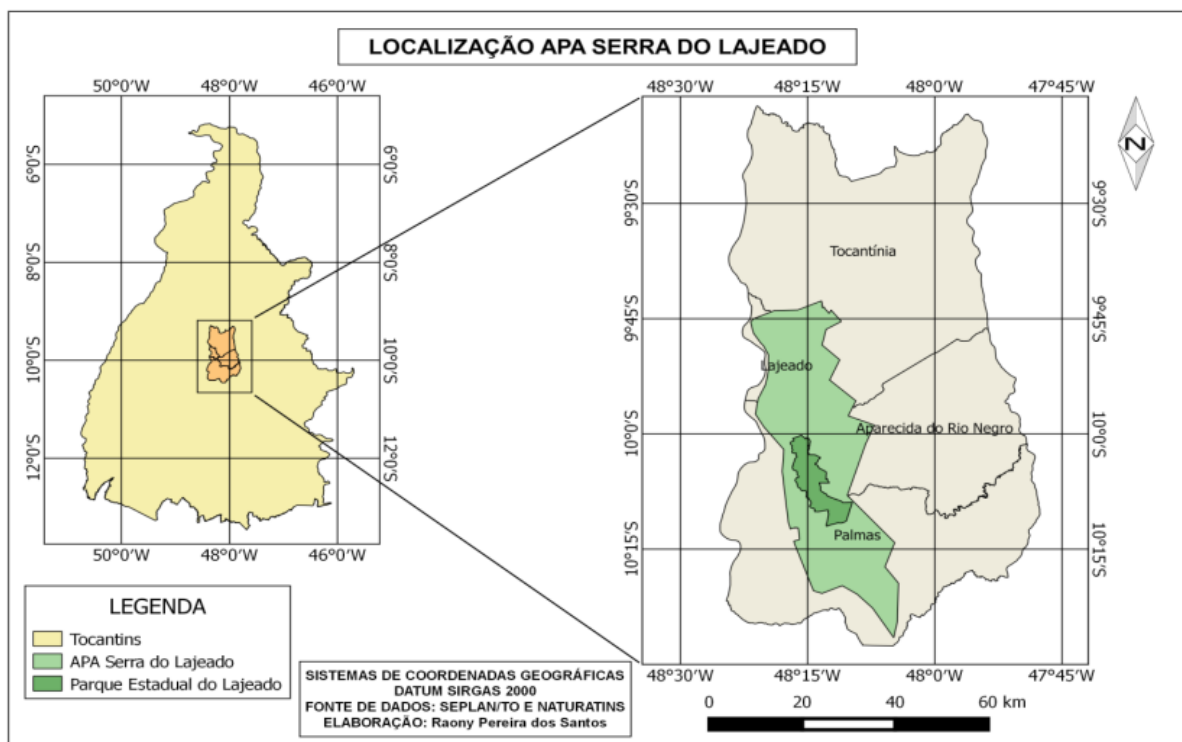 LOCALIZAÇÃO APA SERRA DO LAJEADO
50°0'W 48°0'W 46°0'W
6°0'S 6°0'S
8°0'S 8°0'S
10°0'S 10°0'S
12°0'S 12°0'S
50°0'W 48°0'W 46°0'W
48°30'W 48°15'W 48°0'W 47°45'W
9°30'S 9°30'S
Tocantínia
9°45'S 9°45'S
Lajeado
Aparecida do Rio Negro
10°0'S 10°0'S
Palmas
10°15'S 10°15'S
48°30'W 48°15'W 48°0'W 47°45'W
N
LEGENDA
Tocantins
APA Serra do Lajeado
Parque Estadual do Lajeado
SISTEMAS DE COORDENADAS GEOGRÁFICAS
DATUM SIRGAS 2000
FONTE DE DADOS: SEPLAN/TO E NATURATINS
ELABORAÇÃO: Raony Pereira dos Santos
0 20 40 60 km